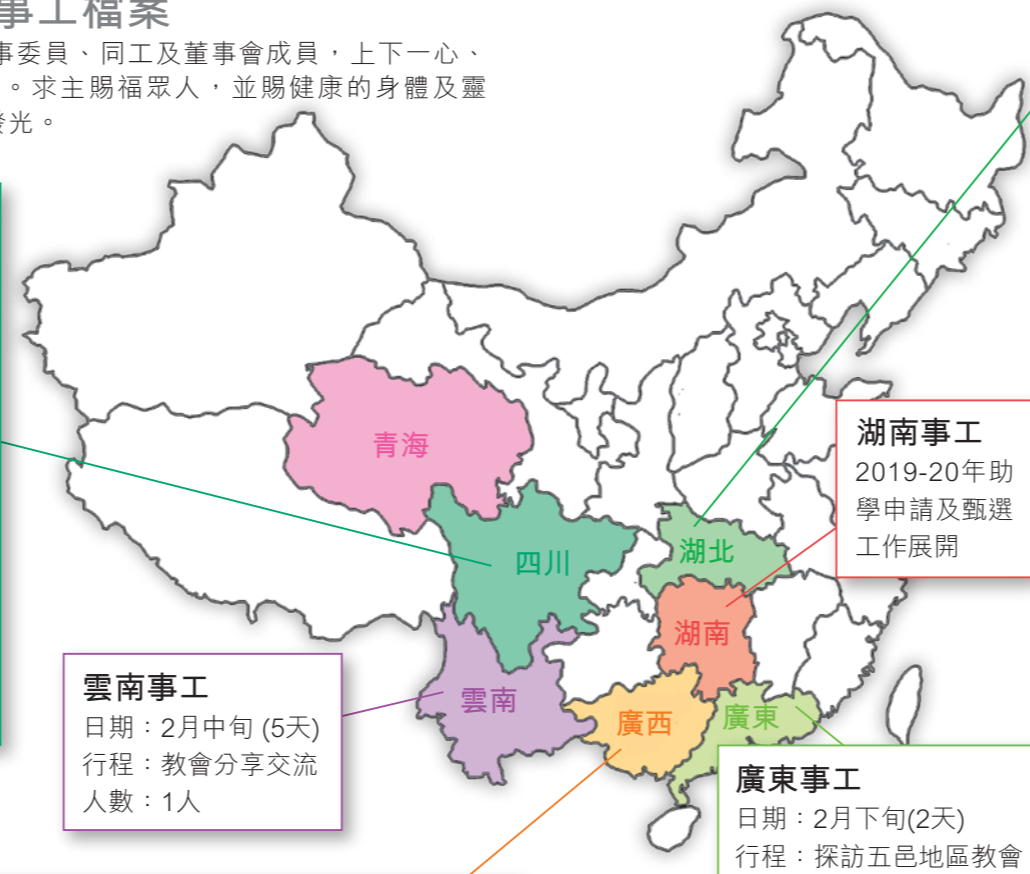 事工檔案
事委員、同工及董事會成員，上下一心、
。求主賜福眾人，並賜健康的身體及靈
發光。
青海
四川
湖北
湖南
雲南
廣西
廣東
湖南事工
2019-20年助
學申請及甄選
工作展開
雲南事工
日期：2月中旬 (5天)
行程：教會分享交流
人數：1人
廣東事工
日期：2月下旬(2天)
行程：探訪五邑地區教會